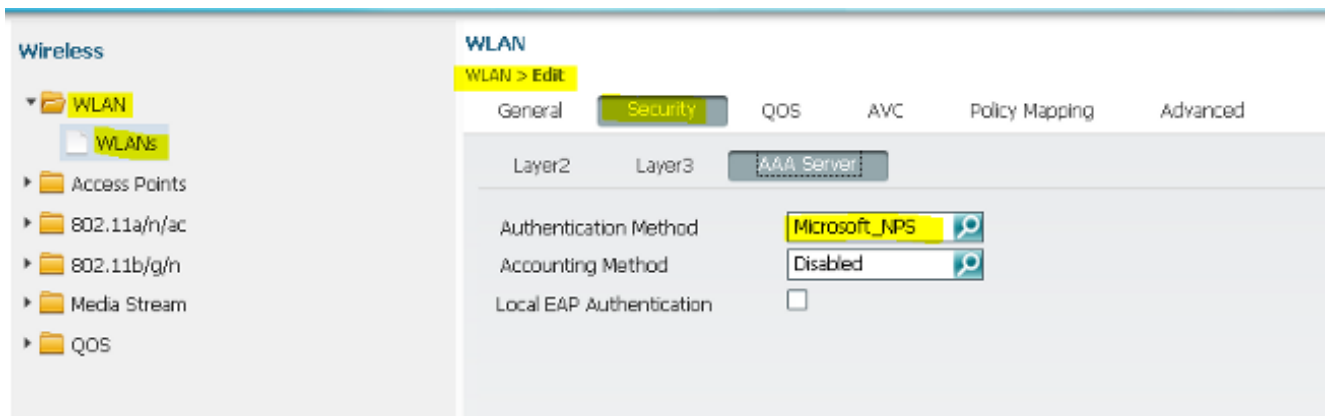 Wireless
WLAN
WLANs
Access Points
802.11a/n/ac
802.11b/g/n
Media Stream
QOS
WLAN
WLAN > Edit
General Security QOS AVC Policy Mapping Advanced
Layer2 Layer3 AAA Server
Authentication Method Microsoft_NPS
Accounting Method Disabled
Local EAP Authentication